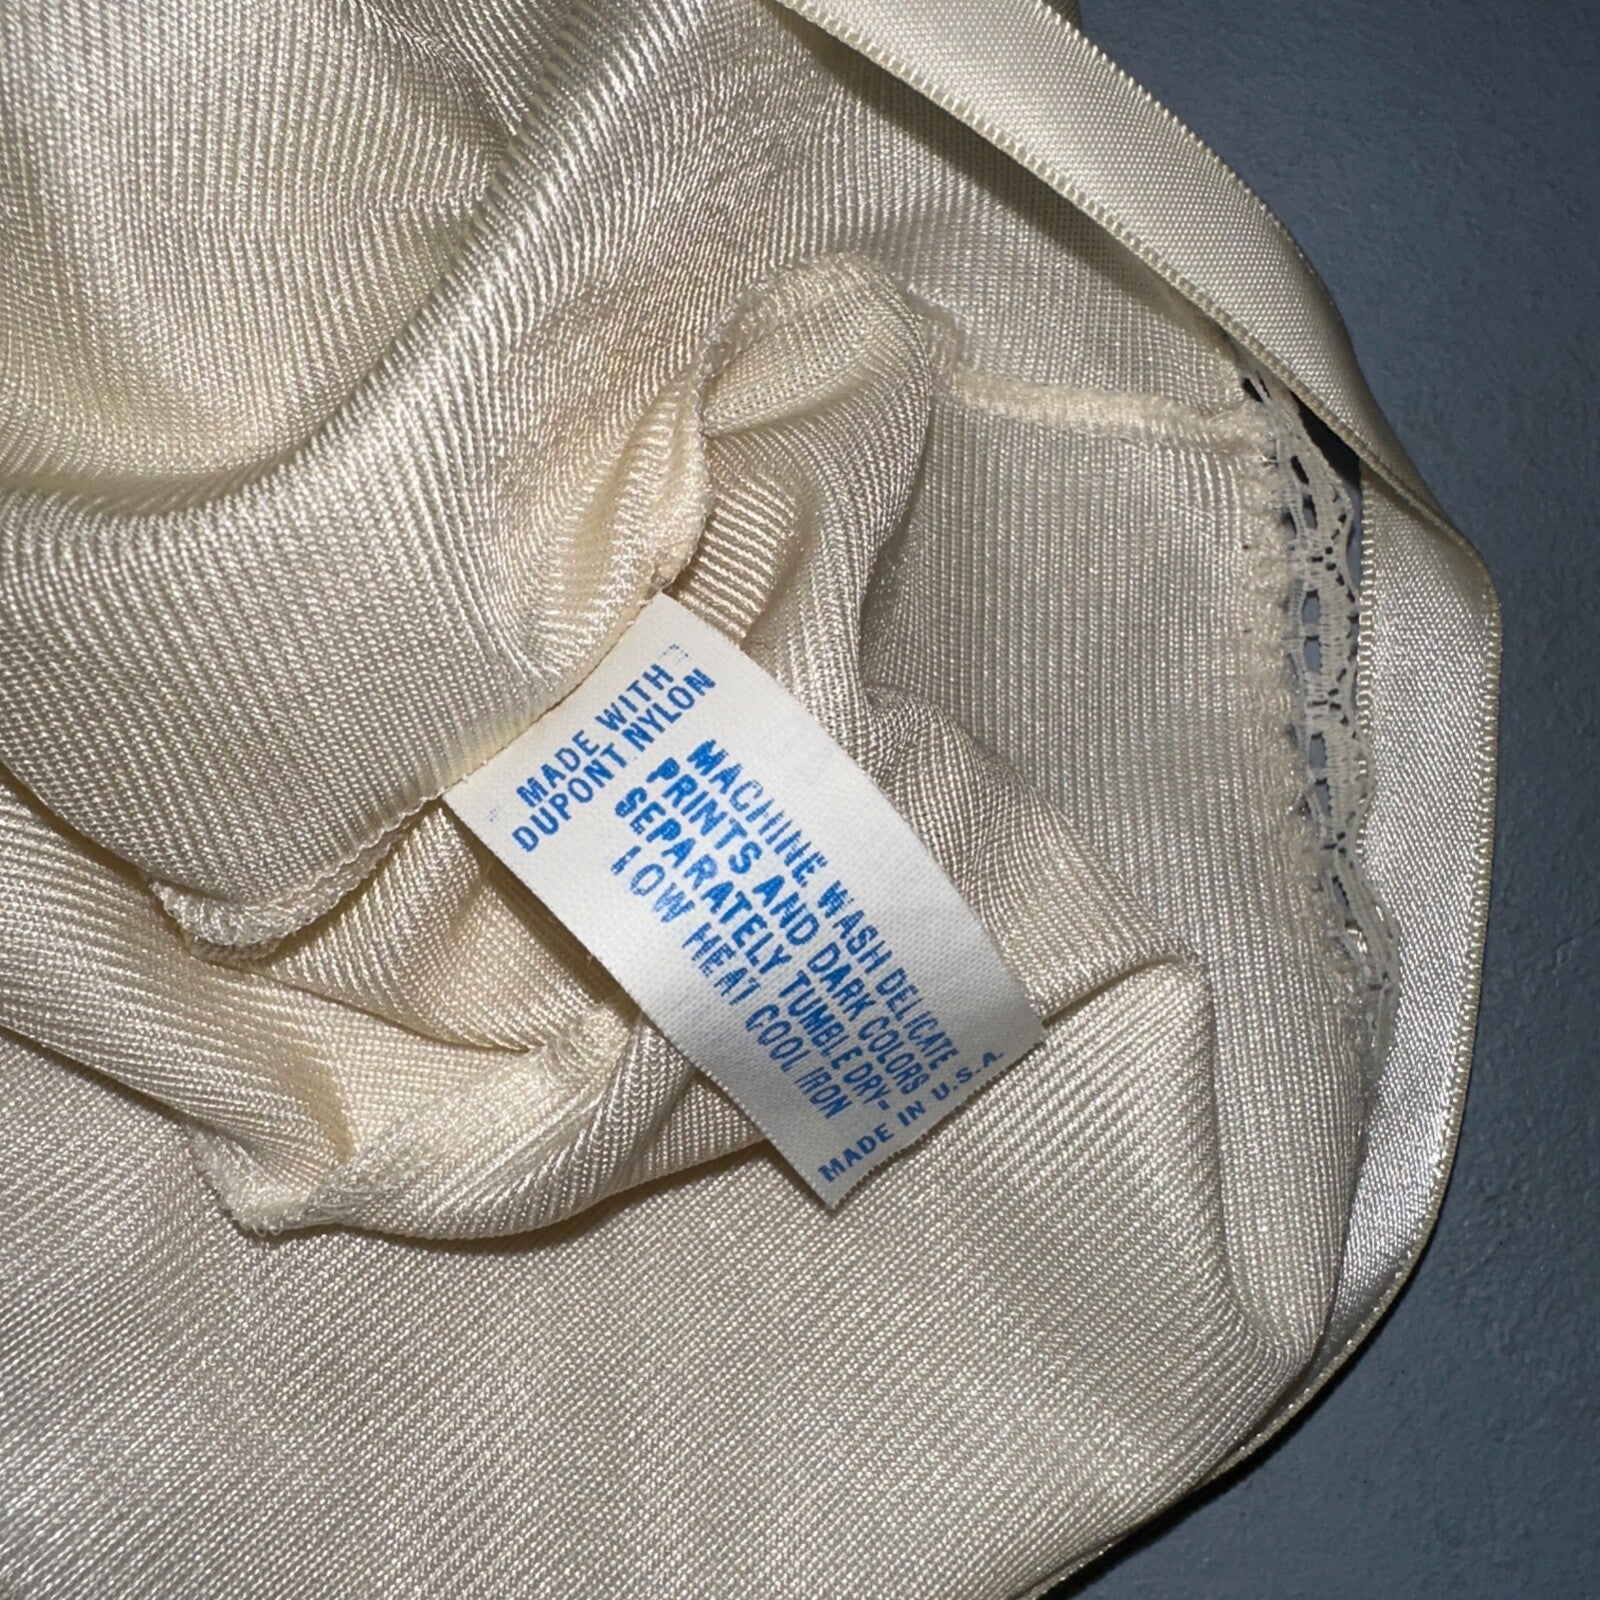 MADE WITH
DUPONT NYLON
MACHINE WASH DELICATE
PRINTS AND DARK COLORS
SEPARATELY TUMBLE DRY-
LOW HEAT COOL IRON
MADE IN U.S.A.